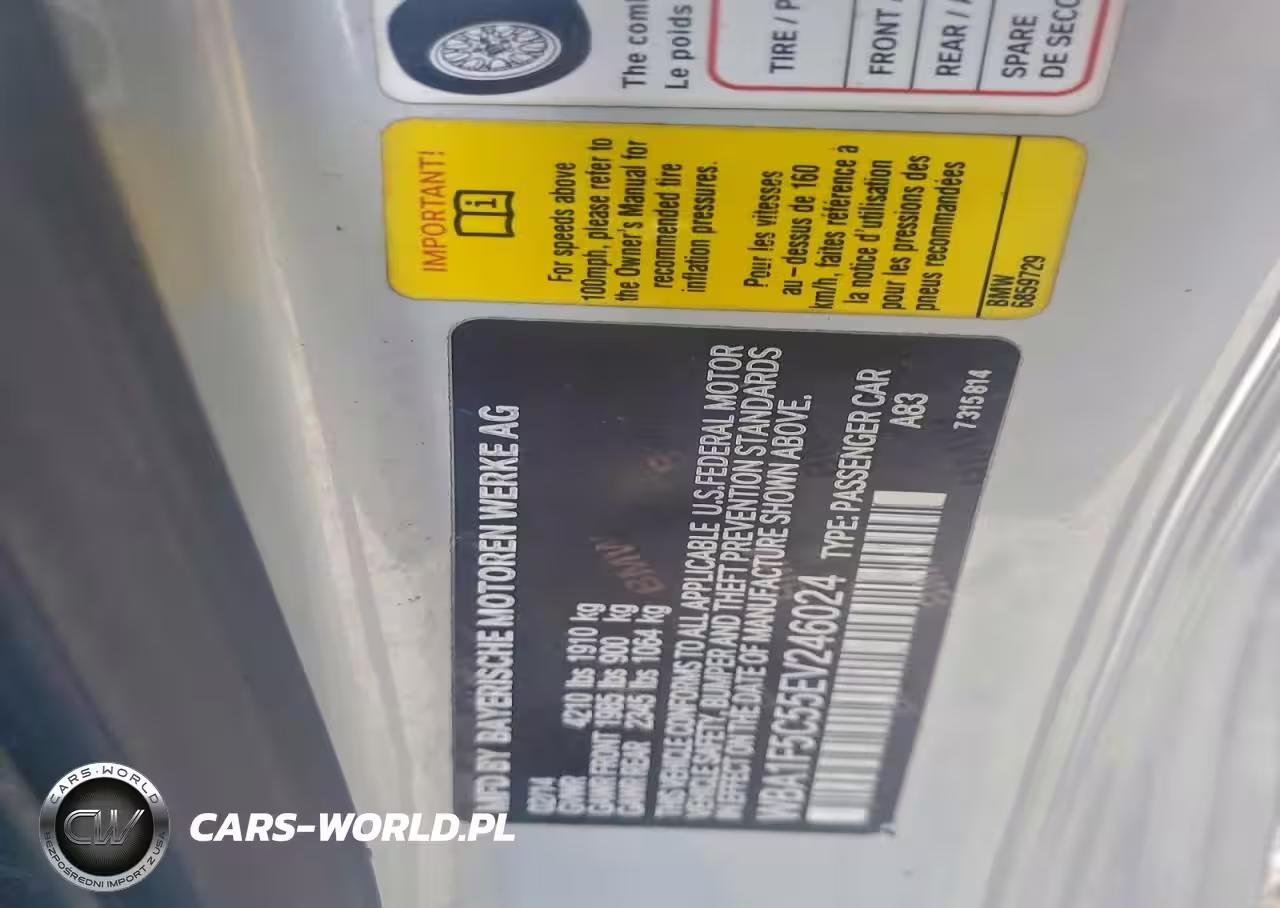 The com
Le poids
TIRE / P
FRONT /
REAR /
SPARE
DE SECO
IMPORTANT!
For speeds above
100mph, please refer to
the Owner's Manual for
recommended tire
inflation pressures.
Pour les vitesses
au-dessus de 160
km/h, faites référence a
la notice d'utilisation
pour les pressions des
pneus recommandées
BMW
6859729
MFD BY BAYERISCHE MOTOREN WERKE AG
02/14
GVWR 4210 lbs 1910 kg
GAWR FRONT 1985 lbs 900 kg
GAWR REAR 2345 lbs 1064 kg
THIS VEHICLE CONFORMS TO ALL APPLICABLE U.S.FEDERAL MOTOR
VEHICLE SAFETY, BUMPER AND THEFT PREVENTION STANDARDS
IN EFFECT ON THE DATE OF MANUFACTURE SHOWN ABOVE.
WBA1F5C55EV246024 TYPE: PASSENGER CAR
A83
7315814
BMW
CARS-WORLD
CW
BEZPOŚREDNI IMPORT Z USA
CARS-WORLD.PL